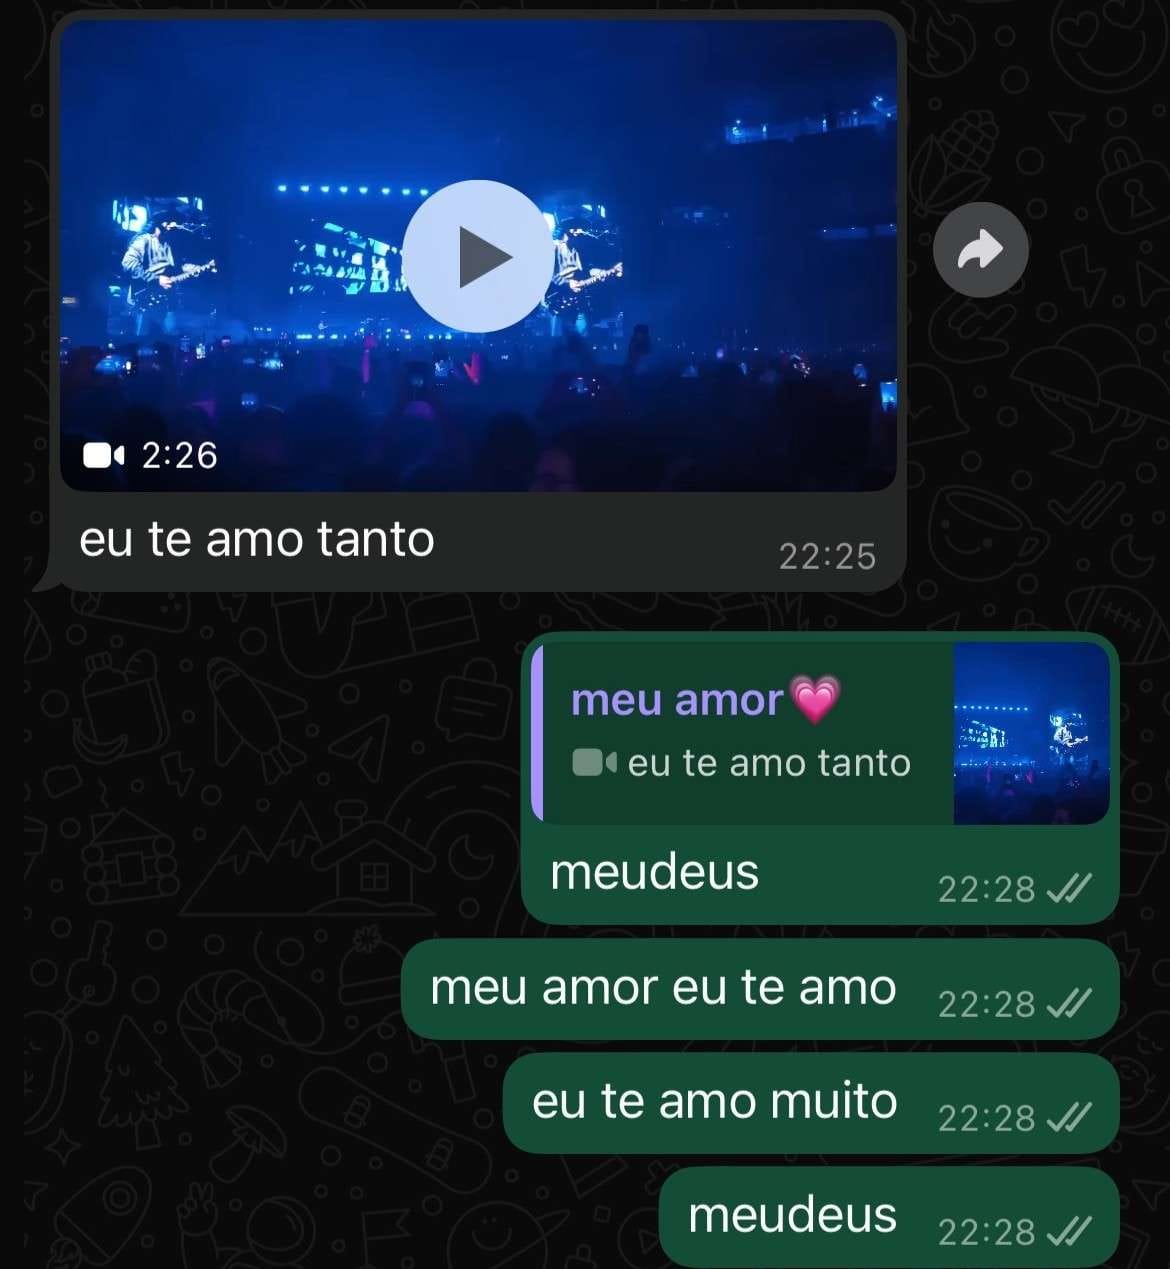 2:26
eu te amo tanto
22:25
meu amor💗
eu te amo tanto
meudeus
22:28
meu amor eu te amo
22:28
eu te amo muito
22:28
meudeus
22:28